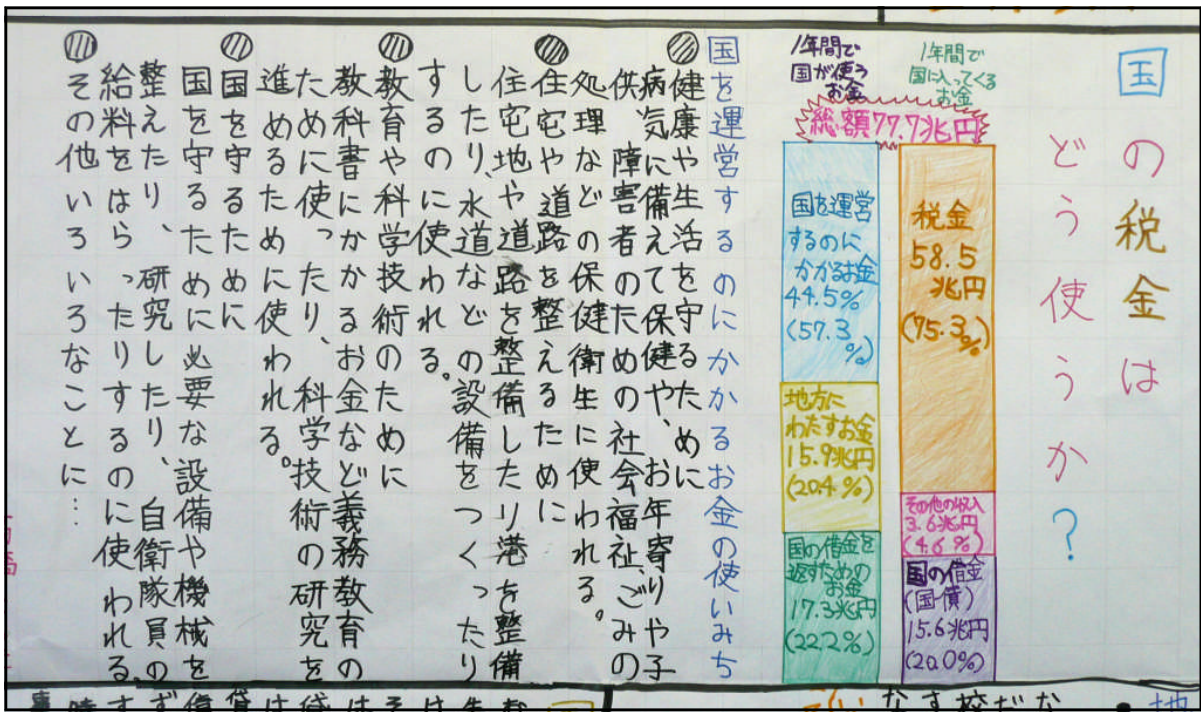 国の税金は
どう使うか?
1年間で
国に入ってくる
お金
1年間で
国が使う
お金
総額77.7兆円
税金
58.5
兆円
(75.3%)
その他の収入
3.6兆円
(4.6%)
国の借金
(国債)
15.6兆円
(20.0%)
国を運営
するのに
かかるお金
44.5%
(57.3
%)
地方に
わたすお金
15.9兆円
(20.4%)
国の借金を
返すための
お金
17.3兆円
(22.2%)
国を運営するのにかかるお金の使いみち
健康や生活を守るために
病気に備えて保健や、お年寄りや子
供、障害者のための社会福祉、ごみの
処理などの保健衛生に使われる。
住宅や道路を整えるために
住宅地や道路を整備したり港を整備
したり、水道などの設備をつくったり
するのに使われる。
教育や科学技術のために
教科書にかかるお金など義務教育の
ために使ったり、科学技術の研究を
進めるために使われる。
国を守るために
国を守るために必要な設備や機械を
整えたり、研究したり、自衛隊員の
給料をはらったりするのに使われる。
その他いろいろなことに…